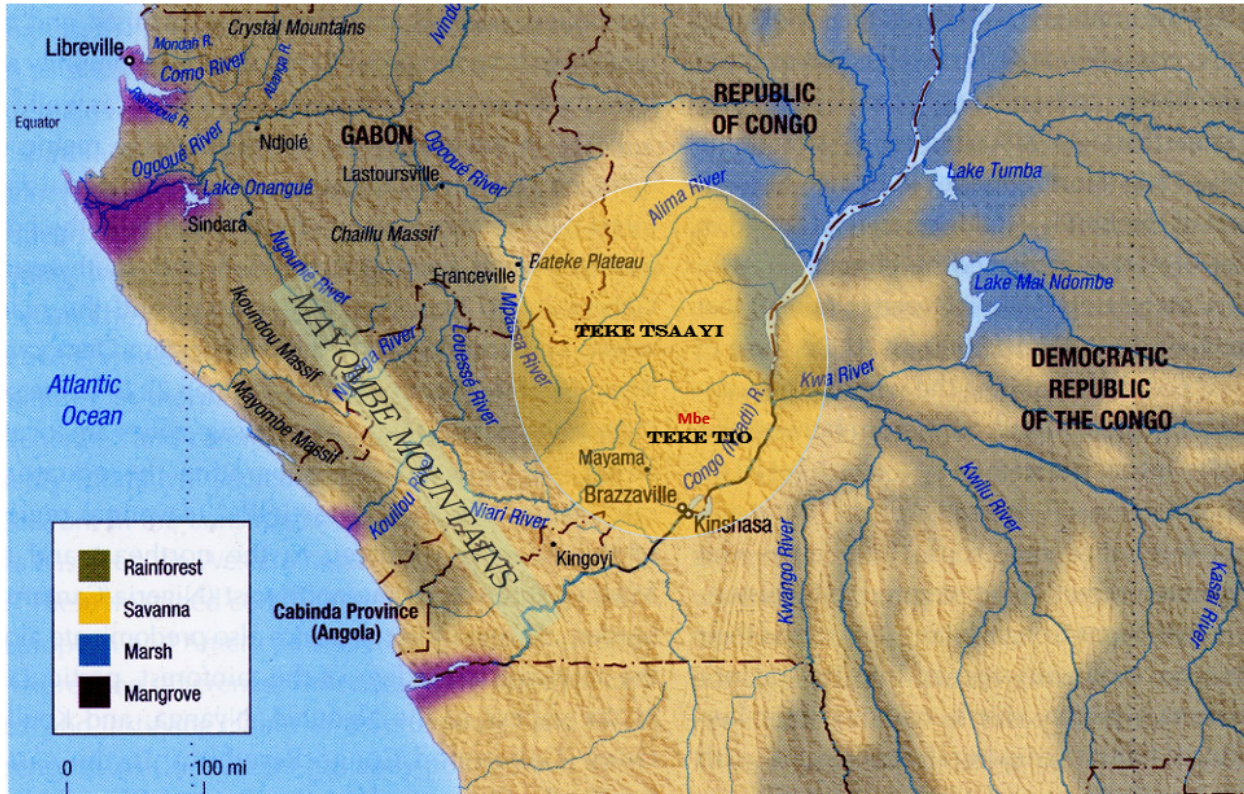 Libreville
Mondah R.
Como River
Crystal Mountains
Abanga R.
Ivindo
Remboué R.
Equator
Ogooué River
Ndjolé
GABON
Lastoursville
Ogooué River
REPUBLIC
OF CONGO
Lake Onangué
Sindara
Alima River
Lake Tumba
Chaillu Massif
Ngounié River
Franceville
Bateke Plateau
Lake Mai Ndombe
Ikoundou Massif
MAYOMBE MOUNTAINS
Nyanga River
Louessé River
Mpassa River
TEKE TSAAYI
Atlantic
Ocean
Mayombe Massif
Kwa River
DEMOCRATIC
REPUBLIC
OF THE CONGO
Mbe
TEKE TIO
Mayama
Congo R.
Brazzaville
Kinshasa
Kouilou R.
Niari River
Kingoyi
Kwango River
Kwilu River
Kasai River
Cabinda Province
(Angola)
Rainforest
Savanna
Marsh
Mangrove
0 100 mi